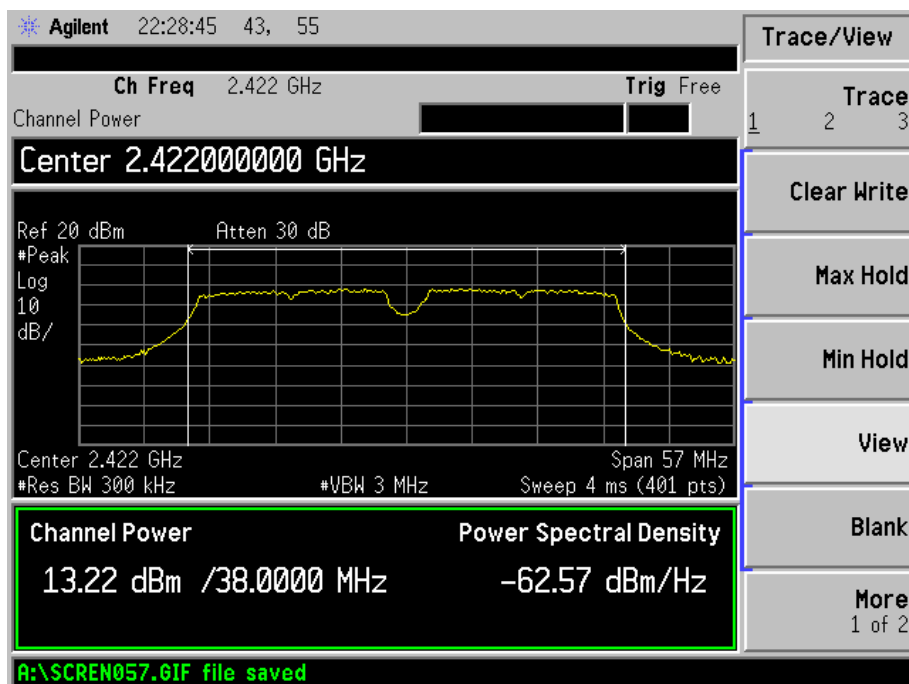 Agilent 22:28:45 43, 55
Trace/View
Ch Freq 2.422 GHz Trig Free
Channel Power
Trace
1 2 3
Center 2.422000000 GHz
Clear Write
Ref 20 dBm Atten 30 dB
#Peak
Log
10
dB/
Max Hold
Min Hold
View
Center 2.422 GHz Span 57 MHz
#Res BW 300 kHz #VBW 3 MHz Sweep 4 ms (401 pts)
Channel Power Power Spectral Density
13.22 dBm /38.0000 MHz -62.57 dBm/Hz
Blank
More
1 of 2
A:\SCREN057.GIF file saved